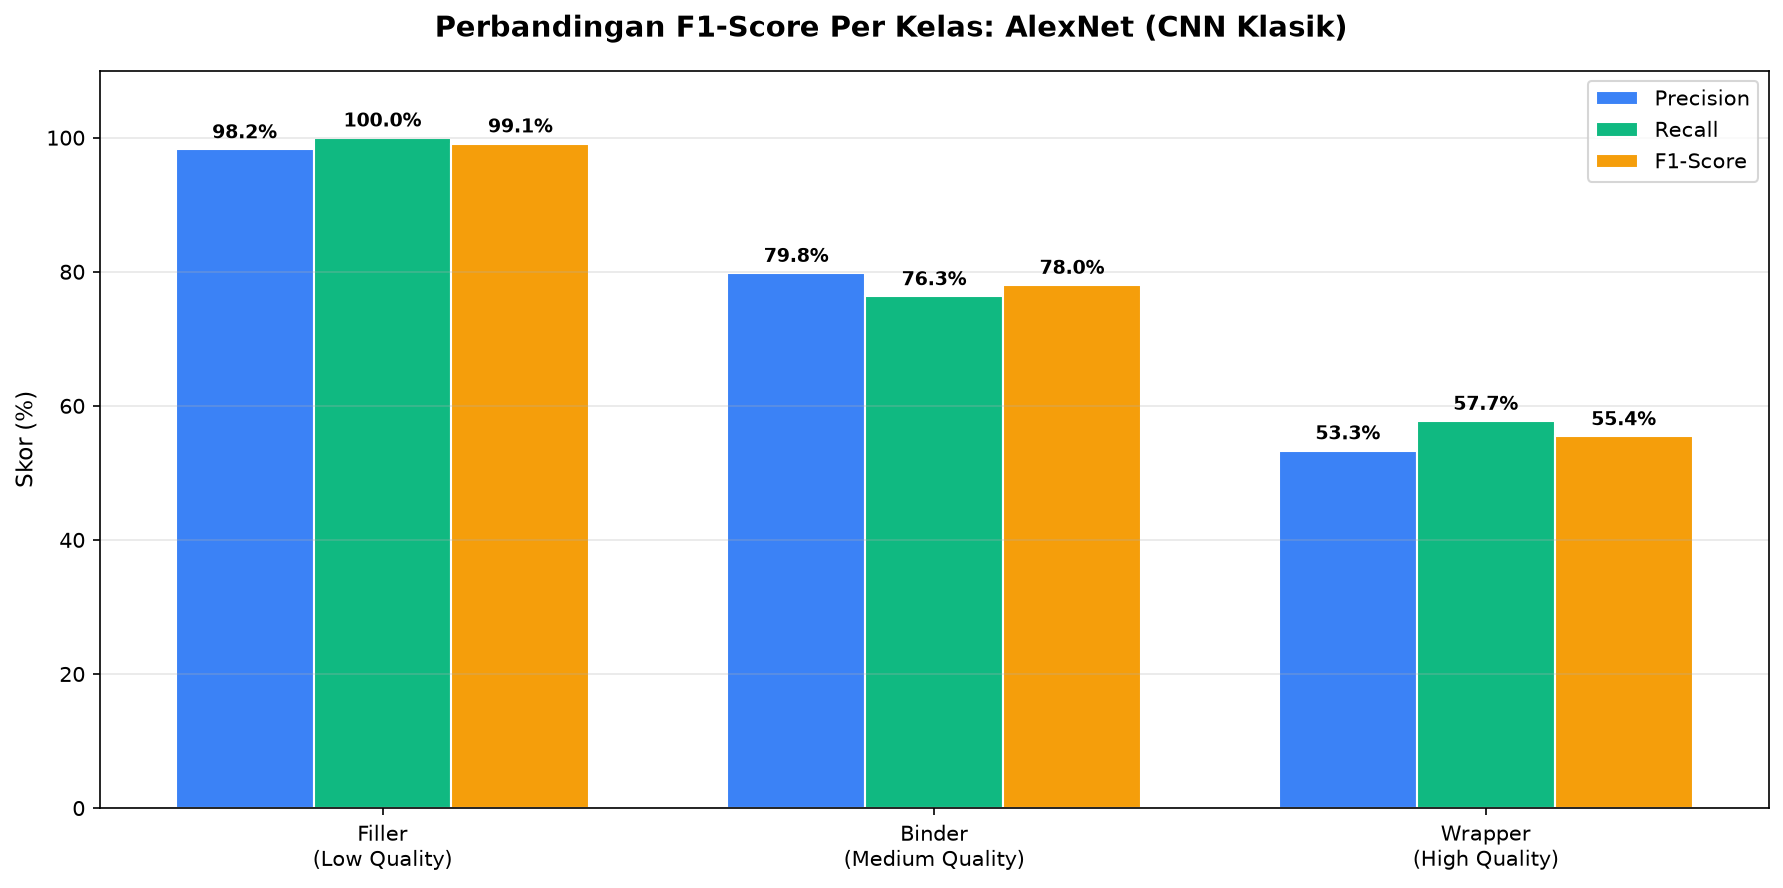 Perbandingan F1-Score Per Kelas: AlexNet (CNN Klasik)
Precision
Recall
F1-Score
Skor (%)
100
80
60
40
20
0
98.2%
100.0%
99.1%
79.8%
76.3%
78.0%
53.3%
57.7%
55.4%
Filler
(Low Quality)
Binder
(Medium Quality)
Wrapper
(High Quality)